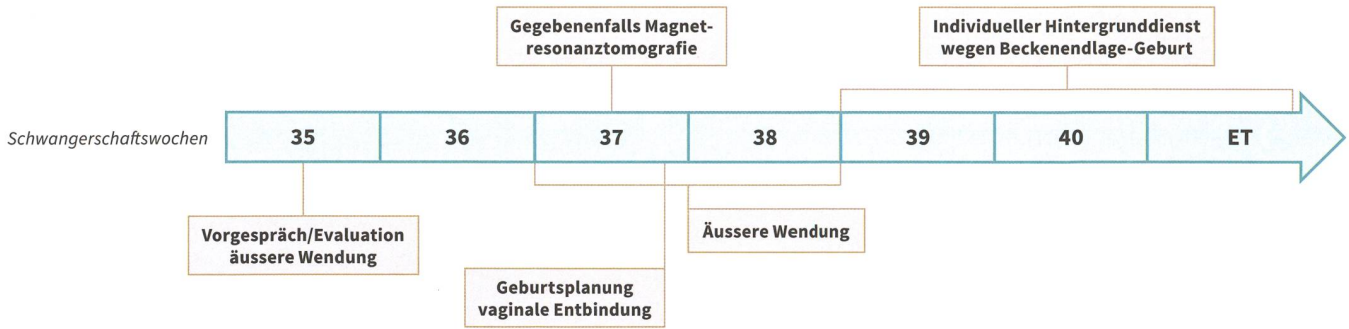 Gegebenenfalls Magnet-
resonanztomografie
Individueller Hintergrunddienst
wegen Beckenendlage-Geburt
Schwangerschaftswochen 35 36 37 38 39 40 ET
Vorgespräch/Evaluation
äussere Wendung
Äussere Wendung
Geburtsplanung
vaginale Entbindung